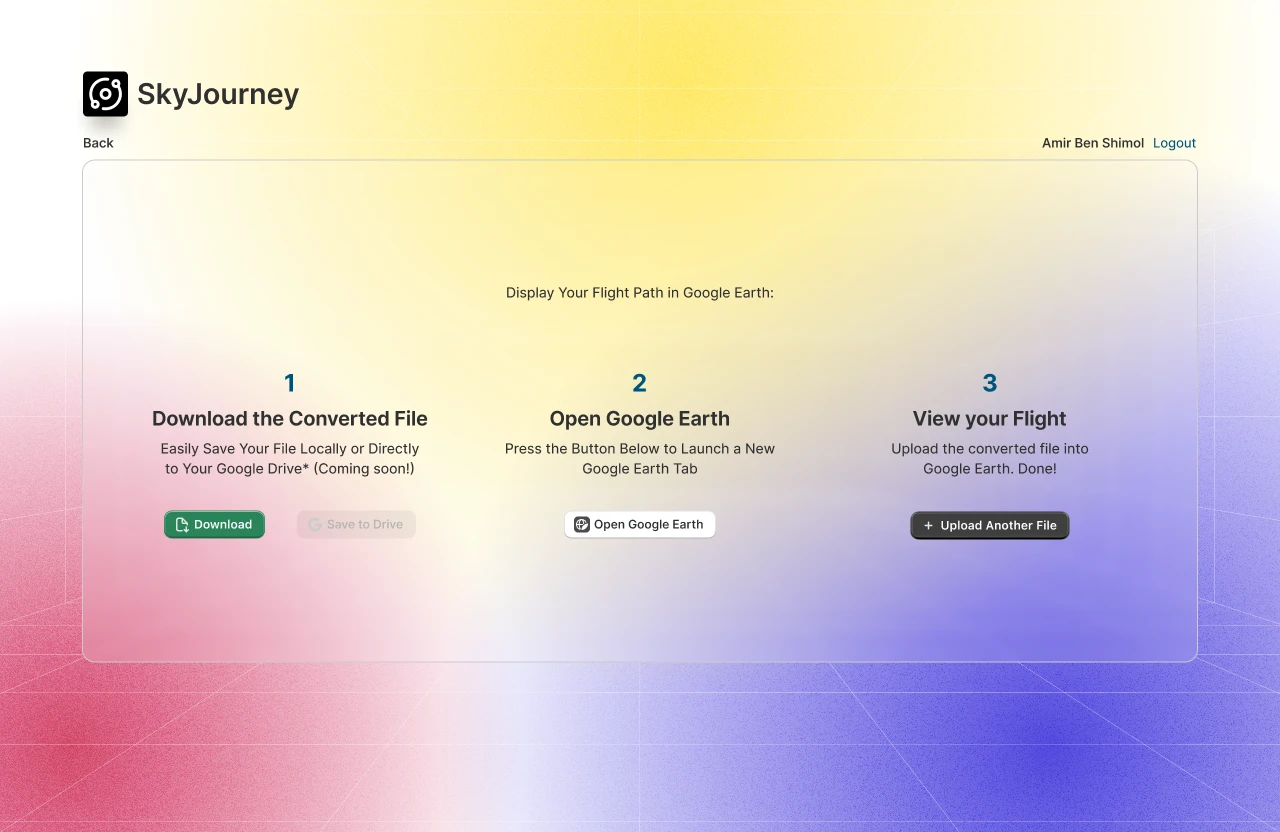 SkyJourney
Back
Amir Ben Shimol Logout
Display Your Flight Path in Google Earth:
1
Download the Converted File
Easily Save Your File Locally or Directly
to Your Google Drive* (Coming soon!)
Download
Save to Drive
2
Open Google Earth
Press the Button Below to Launch a New
Google Earth Tab
Open Google Earth
3
View your Flight
Upload the converted file into
Google Earth. Done!
+ Upload Another File